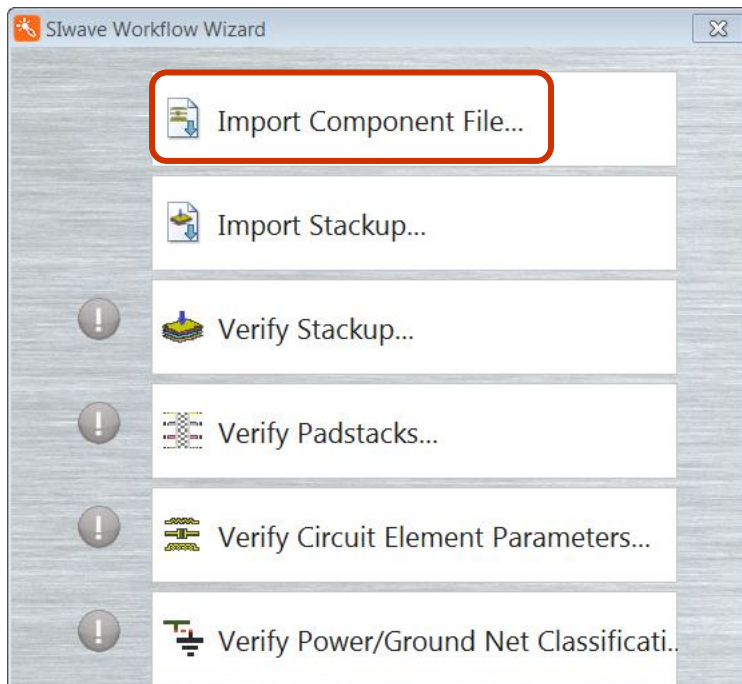 SIwave Workflow Wizard
Import Component File...
Import Stackup...
Verify Stackup...
Verify Padstacks...
Verify Circuit Element Parameters...
Verify Power/Ground Net Classificati..